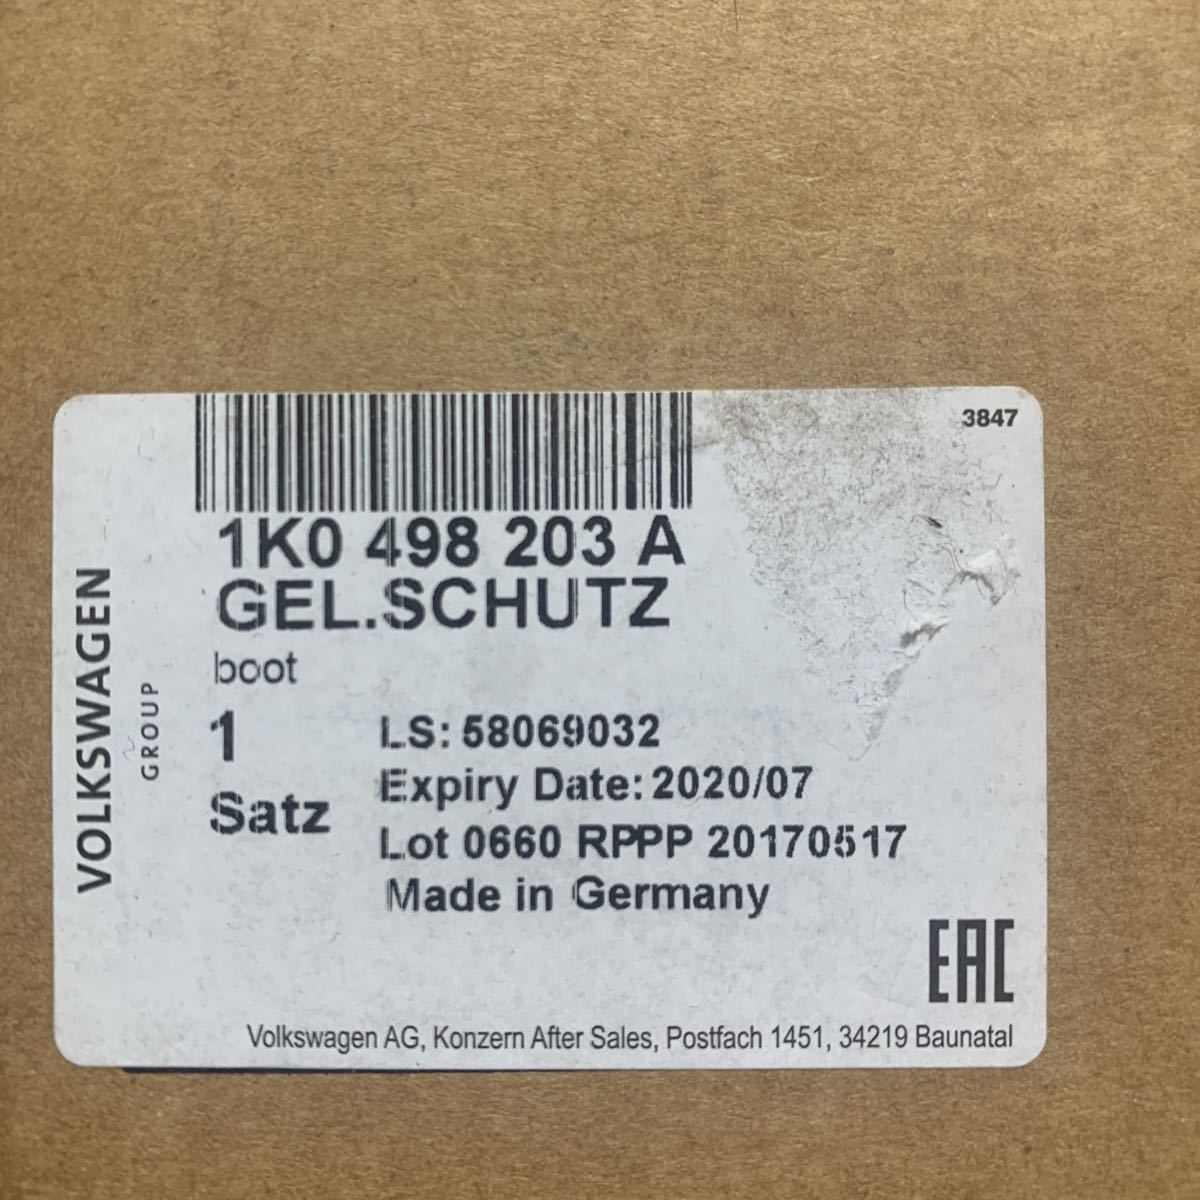 3847
1K0 498 203 A
GEL.SCHUTZ
boot
1
Satz
LS: 58069032
Expiry Date: 2020/07
Lot 0660 RPPP 20170517
Made in Germany
VOLKSWAGEN
GROUP
EAC
Volkswagen AG, Konzern After Sales, Postfach 1451, 34219 Baunatal